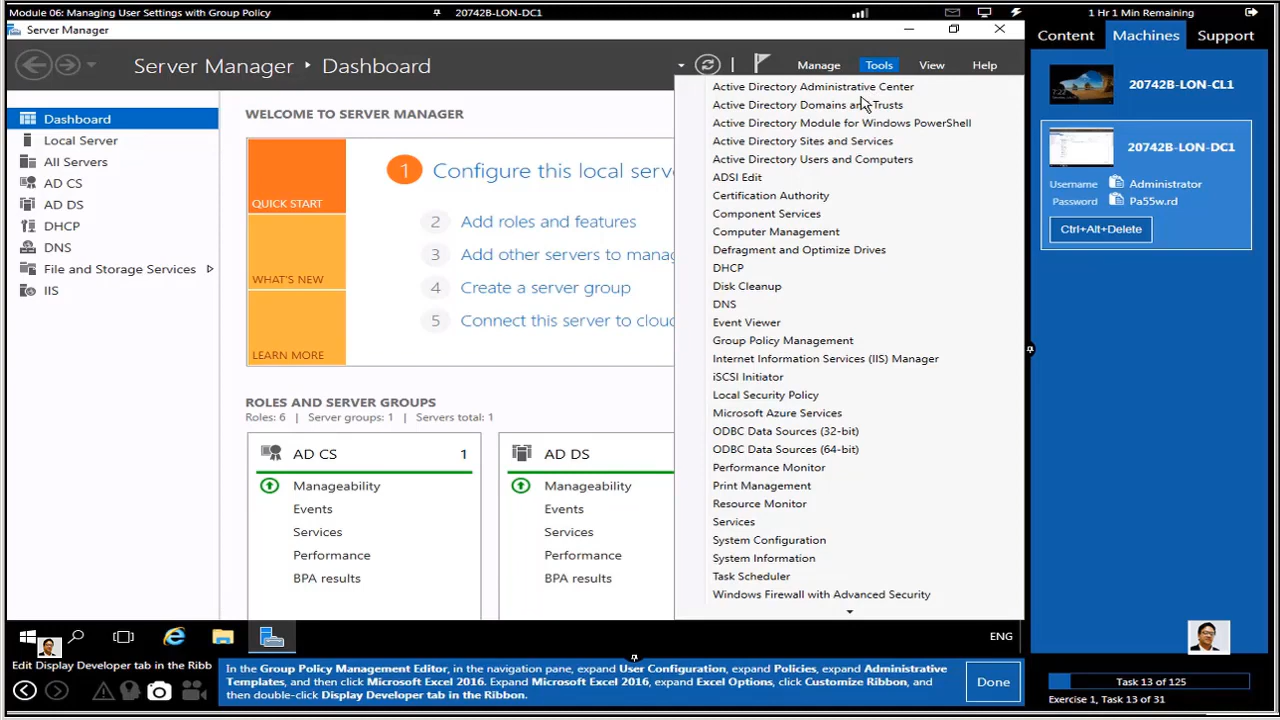 Module 06: Managing User Settings with Group Policy
20742B-LON-DC1
1 Hr 1 Min Remaining
Server Manager
Server Manager ‣ Dashboard
Manage
Tools
View
Help
Dashboard
Local Server
All Servers
AD CS
AD DS
DHCP
DNS
File and Storage Services
IIS
WELCOME TO SERVER MANAGER
QUICK START
WHAT'S NEW
LEARN MORE
1 Configure this local serve
2 Add roles and features
3 Add other servers to manag
4 Create a server group
5 Connect this server to cloud
ROLES AND SERVER GROUPS
Roles: 6 | Server groups: 1 | Servers total: 1
AD CS 1
Manageability
Events
Services
Performance
BPA results
AD DS
Manageability
Events
Services
Performance
BPA results
Active Directory Administrative Center
Active Directory Domains and Trusts
Active Directory Module for Windows PowerShell
Active Directory Sites and Services
Active Directory Users and Computers
ADSI Edit
Certification Authority
Component Services
Computer Management
Defragment and Optimize Drives
DHCP
Disk Cleanup
DNS
Event Viewer
Group Policy Management
Internet Information Services (IIS) Manager
iSCSI Initiator
Local Security Policy
Microsoft Azure Services
ODBC Data Sources (32-bit)
ODBC Data Sources (64-bit)
Performance Monitor
Print Management
Resource Monitor
Services
System Configuration
System Information
Task Scheduler
Windows Firewall with Advanced Security
Content
Machines
Support
20742B-LON-CL1
20742B-LON-DC1
Username Administrator
Password Pa55w.rd
Ctrl+Alt+Delete
ENG
Edit Display Developer tab in the Ribb
In the Group Policy Management Editor, in the navigation pane, expand User Configuration, expand Policies, expand Administrative
Templates, and then click Microsoft Excel 2016. Expand Microsoft Excel 2016, expand Excel Options, click Customize Ribbon, and
then double-click Display Developer tab in the Ribbon.
Done
Task 13 of 125
Exercise 1, Task 13 of 31